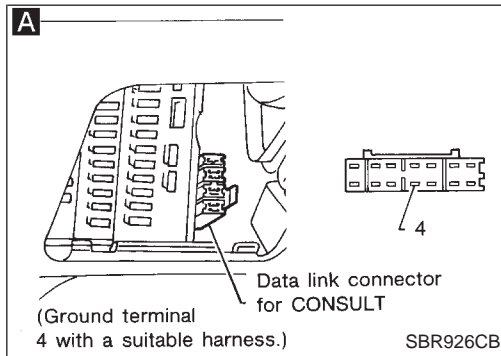 A
4
Data link connector
for CONSULT
(Ground terminal
4 with a suitable harness.)
SBR926CB